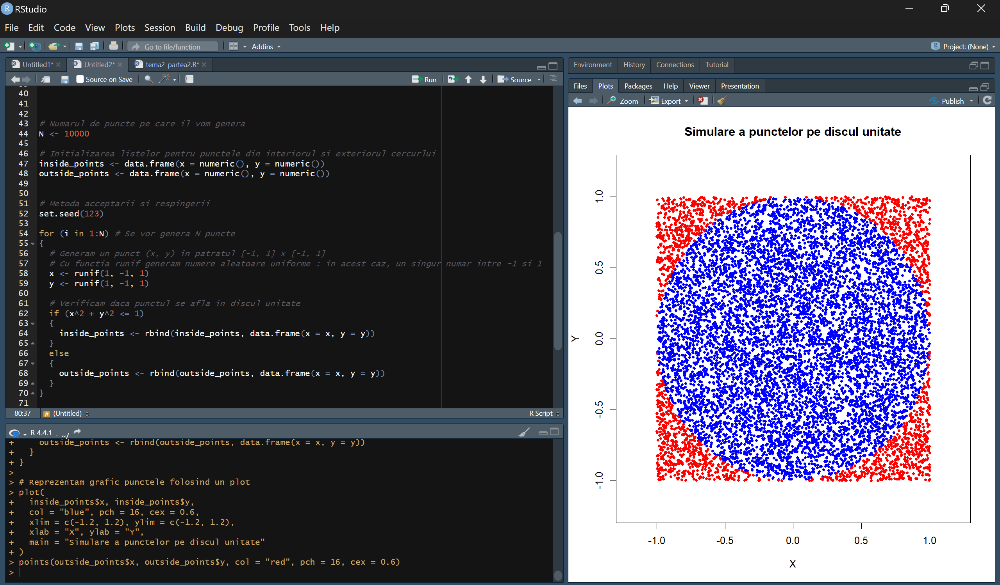 RStudio
File Edit Code View Plots Session Build Debug Profile Tools Help
Go to file/function Addins Project: (None)
Untitled1* Untitled2* tema2_partea2.R*
Source on Save Run Source
40
41
42
43 # Numarul de puncte pe care il vom genera
44 N <- 10000
45
46 # Initializarea listelor pentru punctele din interiorul si exteriorul cercurlui
47 inside_points <- data.frame(x = numeric(), y = numeric())
48 outside_points <- data.frame(x = numeric(), y = numeric())
49
50
51 # Metoda acceptarii si respingerii
52 set.seed(123)
53
54 for (i in 1:N) # Se vor genera N puncte
55 {
56 # Generam un punct (x, y) în patratul [-1, 1] x [-1, 1]
57 # Cu functia runif generam numere aleatoare uniforme : in acest caz, un singur numar intre -1 si 1
58 x <- runif(1, -1, 1)
59 y <- runif(1, -1, 1)
60
61 # Verificam daca punctul se afla în discul unitate
62 if (x^2 + y^2 <= 1)
63 {
64 inside_points <- rbind(inside_points, data.frame(x = x, y = y))
65 }
66 else
67 {
68 outside_points <- rbind(outside_points, data.frame(x = x, y = y))
69 }
70 }
71
80:37 # (Untitled) R Script
R 4.4.1 . ~/
+ outside_points <- rbind(outside_points, data.frame(x = x, y = y))
+ }
+ }
>
> # Reprezentam grafic punctele folosind un plot
> plot(
+ inside_points$x, inside_points$y,
+ col = "blue", pch = 16, cex = 0.6,
+ xlim = c(-1.2, 1.2), ylim = c(-1.2, 1.2),
+ xlab = "X", ylab = "Y",
+ main = "Simulare a punctelor pe discul unitate"
+ )
> points(outside_points$x, outside_points$y, col = "red", pch = 16, cex = 0.6)
>
Environment History Connections Tutorial
Files Plots Packages Help Viewer Presentation
Zoom Export Publish
Simulare a punctelor pe discul unitate
1.0
0.5
0.0
-0.5
-1.0
Y
-1.0 -0.5 0.0 0.5 1.0
X